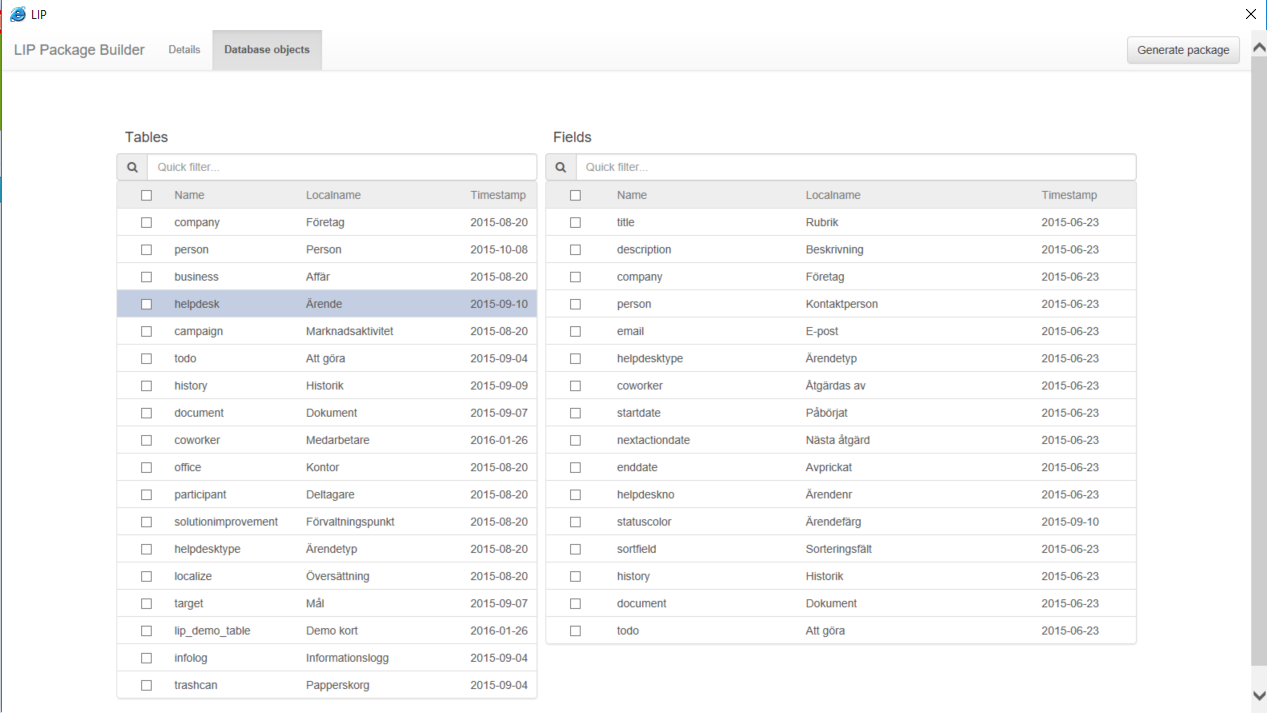 LIP
LIP Package Builder Details Database objects Generate package
Tables
Quick filter...
Name Localname Timestamp
company Företag 2015-08-20
person Person 2015-10-08
business Affär 2015-08-20
helpdesk Ärende 2015-09-10
campaign Marknadsaktivitet 2015-08-20
todo Att göra 2015-09-04
history Historik 2015-09-09
document Dokument 2015-09-07
coworker Medarbetare 2016-01-26
office Kontor 2015-08-20
participant Deltagare 2015-08-20
solutionimprovement Förvaltningspunkt 2015-08-20
helpdesktype Ärendetyp 2015-08-20
localize Översättning 2015-08-20
target Mål 2015-09-07
lip_demo_table Demo kort 2016-01-26
infolog Informationslogg 2015-09-04
trashcan Papperskorg 2015-09-04
Fields
Quick filter...
Name Localname Timestamp
title Rubrik 2015-06-23
description Beskrivning 2015-06-23
company Företag 2015-06-23
person Kontaktperson 2015-06-23
email E-post 2015-06-23
helpdesktype Ärendetyp 2015-06-23
coworker Åtgärdas av 2015-06-23
startdate Påbörjat 2015-06-23
nextactiondate Nästa åtgärd 2015-06-23
enddate Avprickat 2015-06-23
helpdeskno Ärendenr 2015-06-23
statuscolor Ärendefärg 2015-09-10
sortfield Sorteringsfält 2015-06-23
history Historik 2015-06-23
document Dokument 2015-06-23
todo Att göra 2015-06-23